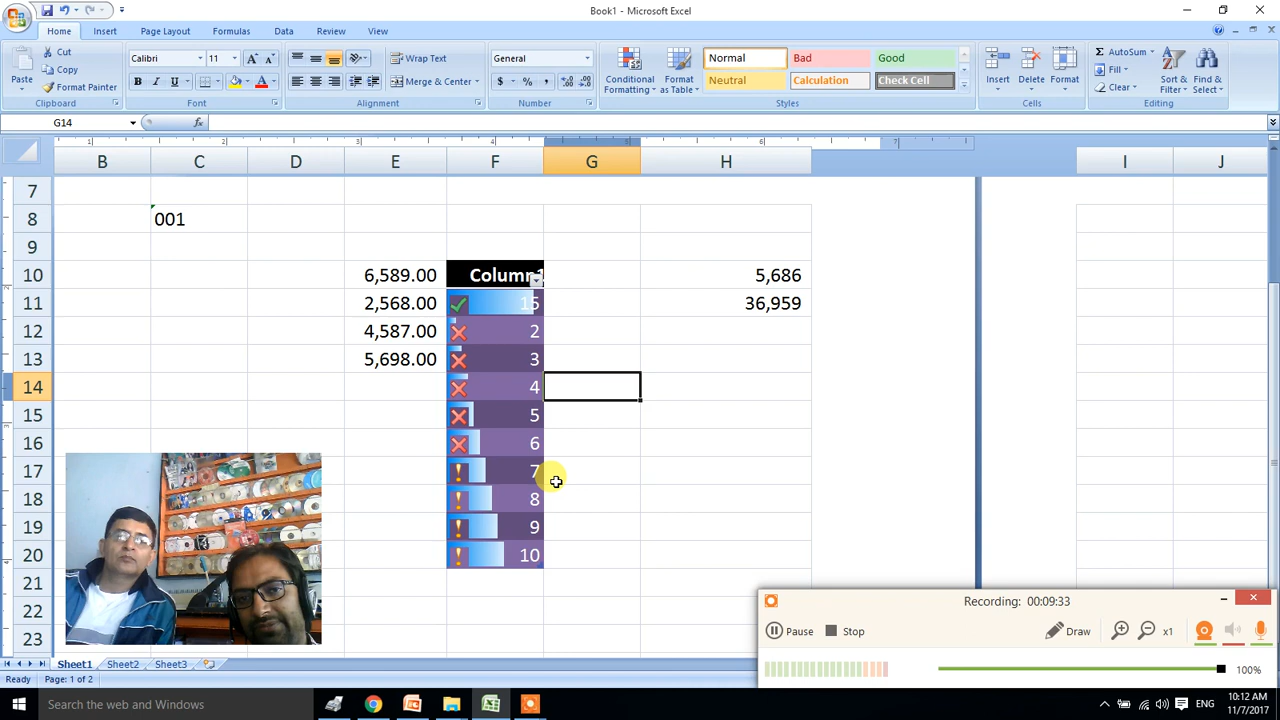 Book1 - Microsoft Excel
Home Insert Page Layout Formulas Data Review View
Cut
Copy
Format Painter
Paste
Clipboard
Calibri 11
B I U
Font
Wrap Text
Merge & Center
Alignment
General
$ % ,
Number
Conditional Formatting
Format as Table
Normal Bad Good
Neutral Calculation Check Cell
Styles
Insert Delete Format
Cells
AutoSum
Fill
Clear
Sort & Filter
Find & Select
Editing
G14 fx
B C D E F G H I J
7
8 001
9
10 6,589.00 Column1 5,686
11 2,568.00 15 36,959
12 4,587.00 2
13 5,698.00 3
14 4
15 5
16 6
17 7
18 8
19 9
20 10
21
22
23
Recording: 00:09:33
Pause Stop Draw x1
100%
Sheet1 Sheet2 Sheet3
Ready Page: 1 of 2
Search the web and Windows
ENG
10:12 AM
11/7/2017